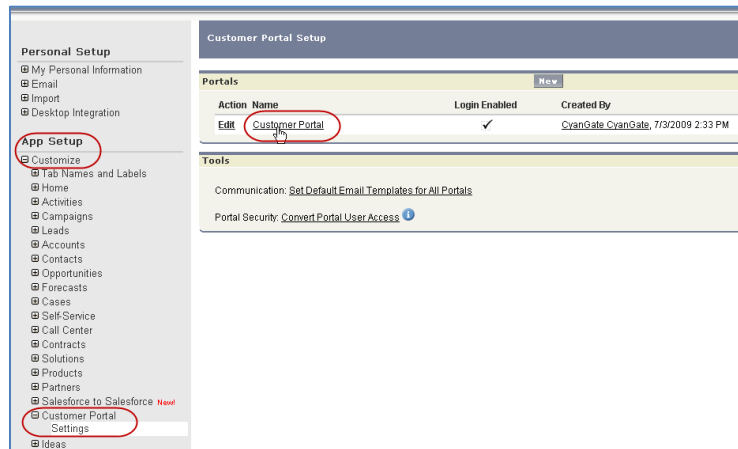 Personal Setup
My Personal Information
Email
Import
Desktop Integration
App Setup
Customize
Tab Names and Labels
Home
Activities
Campaigns
Leads
Accounts
Contacts
Opportunities
Forecasts
Cases
Self-Service
Call Center
Contracts
Solutions
Products
Partners
Salesforce to Salesforce New!
Customer Portal
Settings
Ideas
Customer Portal Setup
Portals New
Action Name Login Enabled Created By
Edit Customer Portal CyanGate CyanGate, 7/3/2009 2:33 PM
Tools
Communication: Set Default Email Templates for All Portals
Portal Security: Convert Portal User Access i